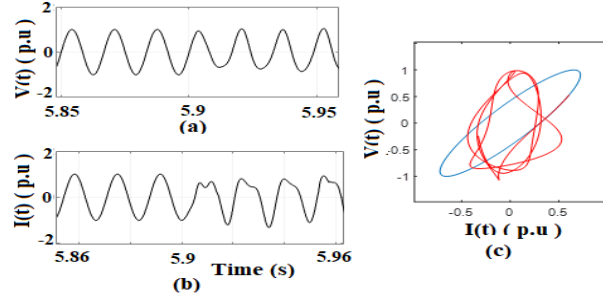 V(t) ( p.u )
2
0
-2
5.85
5.9
5.95
(a)
I(t) ( p.u )
2
0
-2
5.86
5.9
5.96
Time (s)
(b)
V(t) ( p.u )
1
0.5
0
-0.5
-1
-0.5
0
0.5
I(t) ( p.u )
(c)